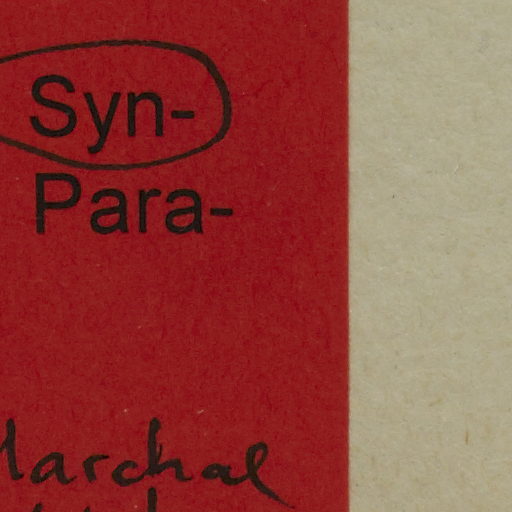 Syn-
Para-
Marchal